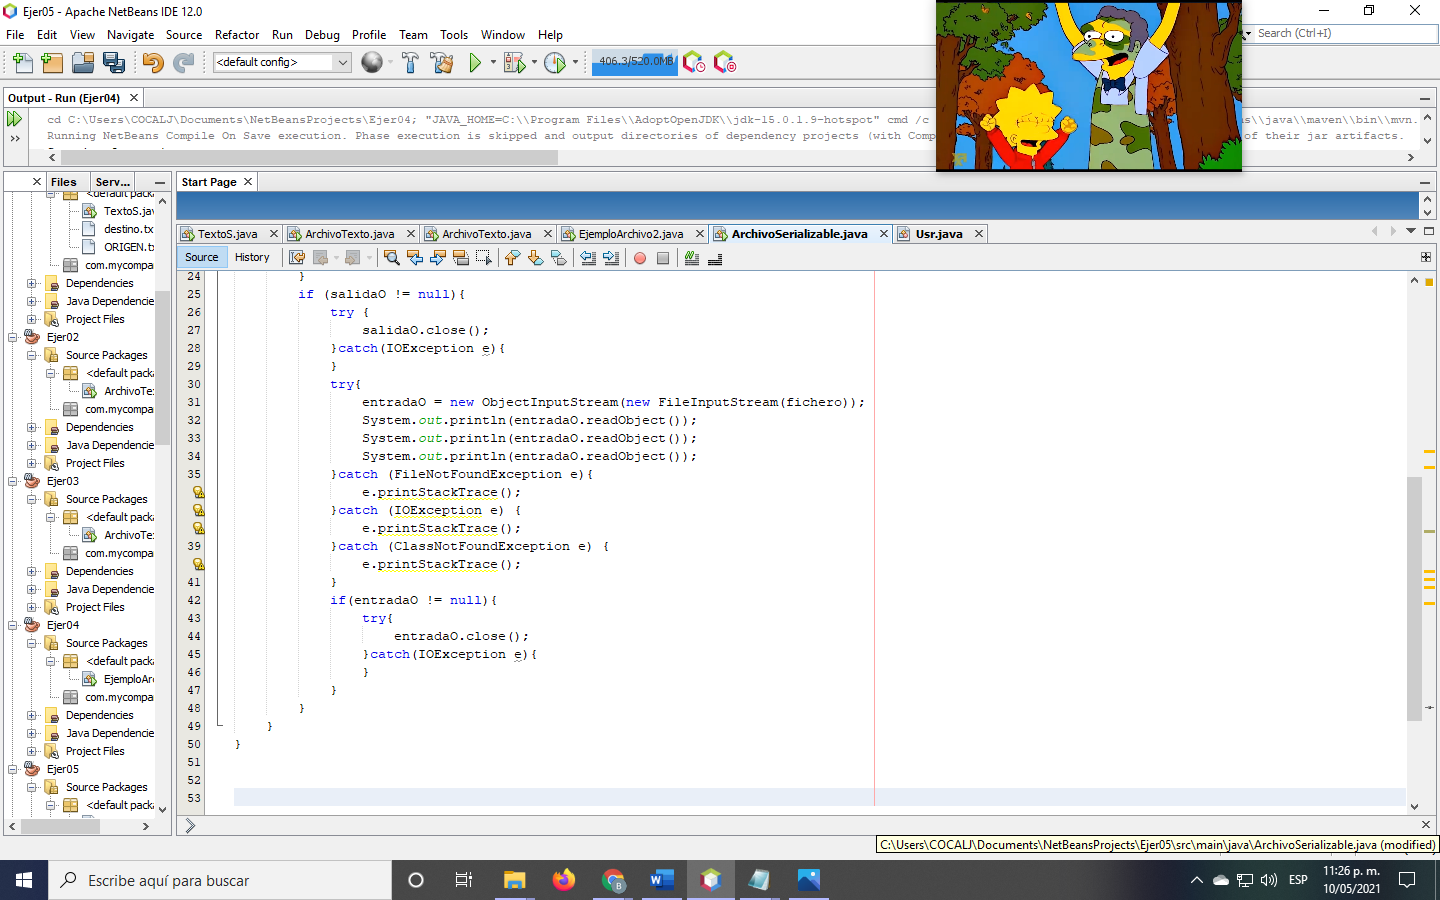 Ejer05 - Apache NetBeans IDE 12.0
File Edit View Navigate Source Refactor Run Debug Profile Team Tools Window Help
Search (Ctrl+I)
<default config>
406.3/520.0MB
Output - Run (Ejer04)
cd C:\Users\COCALJ\Documents\NetBeansProjects\Ejer04; "JAVA_HOME=C:\\Program Files\\AdoptOpenJDK\\jdk-15.0.1.9-hotspot" cmd /c
s\\java\\maven\\bin\\mvn.
Running NetBeans Compile On Save execution. Phase execution is skipped and output directories of dependency projects (with Comp
of their jar artifacts.
Files Serv...
Start Page
<default pack
TextoS.jav
destino.tx
ORIGEN.tx
com.mycompa
Dependencies
Java Dependencie
Project Files
Ejer02
Source Packages
<default pack
ArchivoTe:
com.mycompa
Dependencies
Java Dependencie
Project Files
Ejer03
Source Packages
<default pack
ArchivoTe:
com.mycompa
Dependencies
Java Dependencie
Project Files
Ejer04
Source Packages
<default pack
EjemploAr
com.mycompa
Dependencies
Java Dependencie
Project Files
Ejer05
Source Packages
<default pack
TextoS.java ArchivoTexto.java ArchivoTexto.java EjemploArchivo2.java ArchivoSerializable.java Usr.java
Source History
24 }
25 if (salidaO != null){
26 try {
27 salidaO.close();
28 }catch(IOException e){
29 }
30 try{
31 entradaO = new ObjectInputStream(new FileInputStream(fichero));
32 System.out.println(entradaO.readObject());
33 System.out.println(entradaO.readObject());
34 System.out.println(entradaO.readObject());
35 }catch (FileNotFoundException e){
e.printStackTrace();
}catch (IOException e) {
e.printStackTrace();
39 }catch (ClassNotFoundException e) {
e.printStackTrace();
41 }
42 if(entradaO != null){
43 try{
44 entradaO.close();
45 }catch(IOException e){
46 }
47 }
48 }
49 }
50 }
51
52
53
C:\Users\COCALJ\Documents\NetBeansProjects\Ejer05\src\main\java\ArchivoSerializable.java (modified)
Escribe aquí para buscar
ESP
11:26 p. m.
10/05/2021